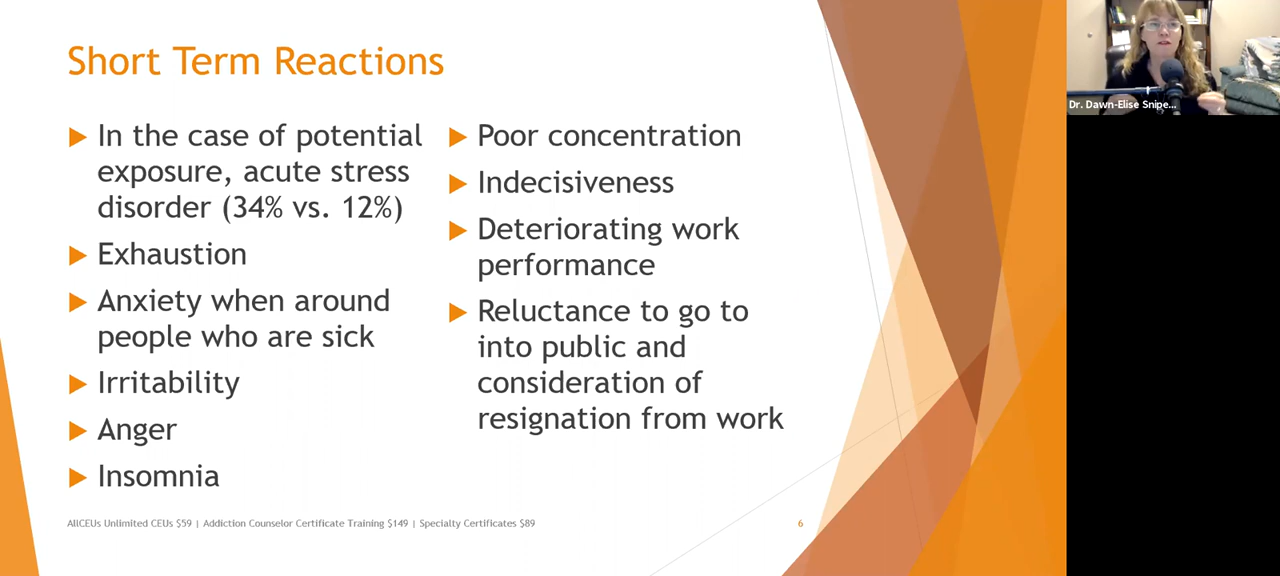 Short Term Reactions
In the case of potential
exposure, acute stress
disorder (34% vs. 12%)
Exhaustion
Anxiety when around
people who are sick
Irritability
Anger
Insomnia
Poor concentration
Indecisiveness
Deteriorating work
performance
Reluctance to go to
into public and
consideration of
resignation from work
AllCEUs Unlimited CEUs $59 | Addiction Counselor Certificate Training $149 | Specialty Certificates $89
6
Dr. Dawn-Elise Snipe...